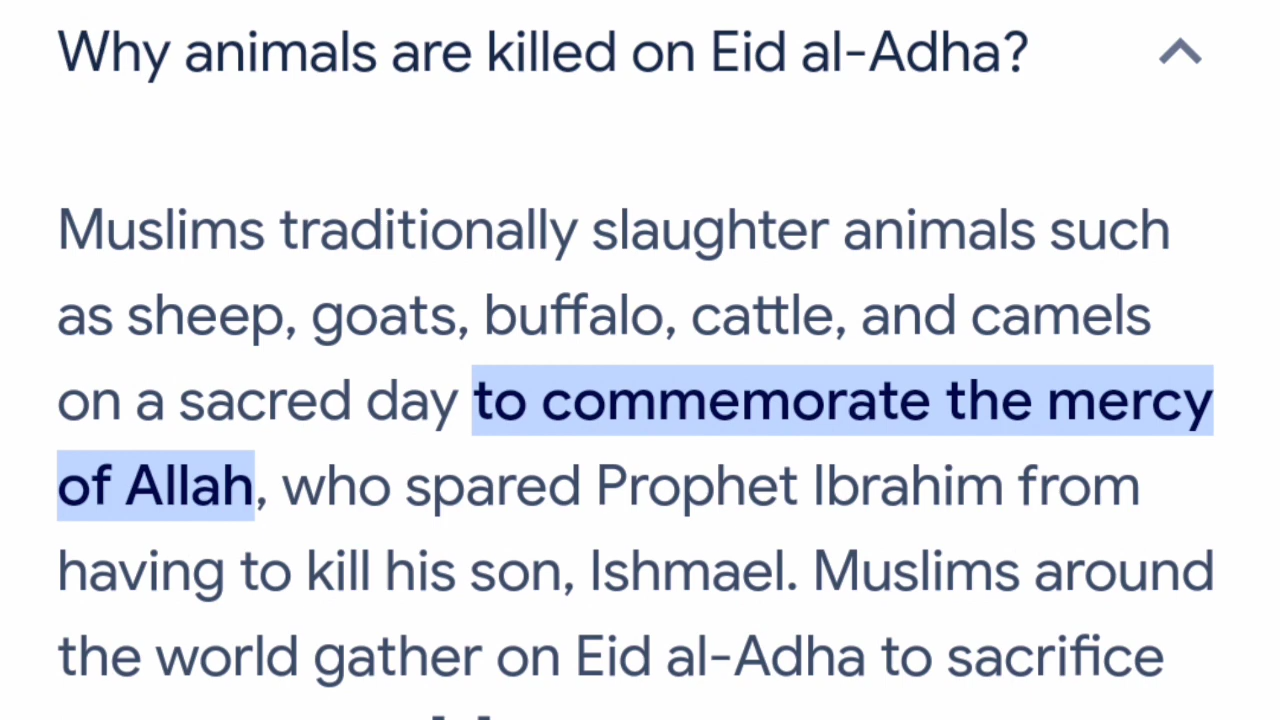 Why animals are killed on Eid al-Adha?
Muslims traditionally slaughter animals such
as sheep, goats, buffalo, cattle, and camels
on a sacred day to commemorate the mercy
of Allah, who spared Prophet Ibrahim from
having to kill his son, Ishmael. Muslims around
the world gather on Eid al-Adha to sacrifice